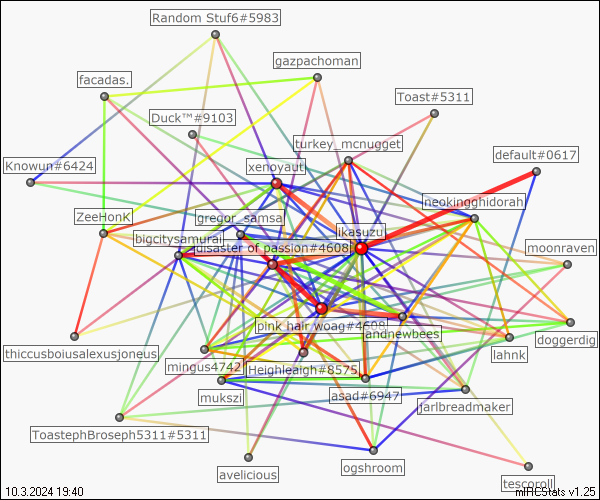 Random Stuf6#5983
gazpachoman
facadas.
Toast#5311
Duck™#9103
turkey_mcnugget
default#0617
xenoyauti
Knowun#6424
neokingghidorah
ZeeHonK
gregor_samsa
ikasuzu
bigcitysamurai
disaster of passion#4608
moonraven
pink hair woag#4608
andnewbees
doggerdig
thiccusboiusalexusjoneus
lahnk
mingus4742
Heighleaigh#8575
mukszi
asad#6947
jarlbreadmaker
ToastephBroseph5311#5311
avelicious
ogshroom
tescoroll
10.3.2024 19:40
mIRCStats v1.25